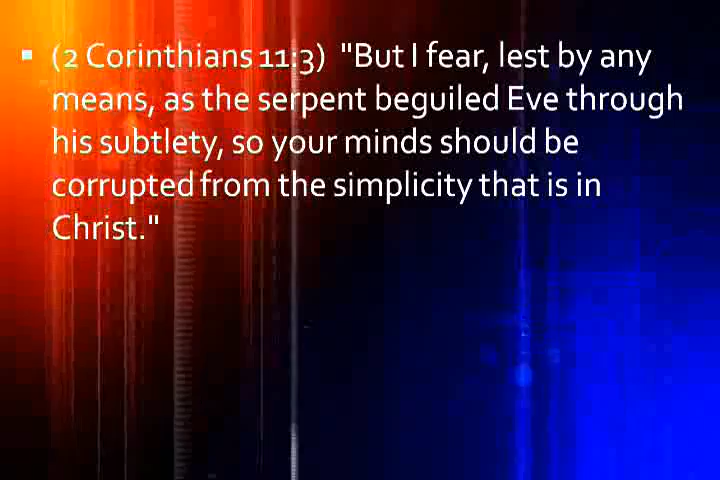 (2 Corinthians 11:3) "But I fear, lest by any
means, as the serpent beguiled Eve through
his subtlety, so your minds should be
corrupted from the simplicity that is in
Christ."